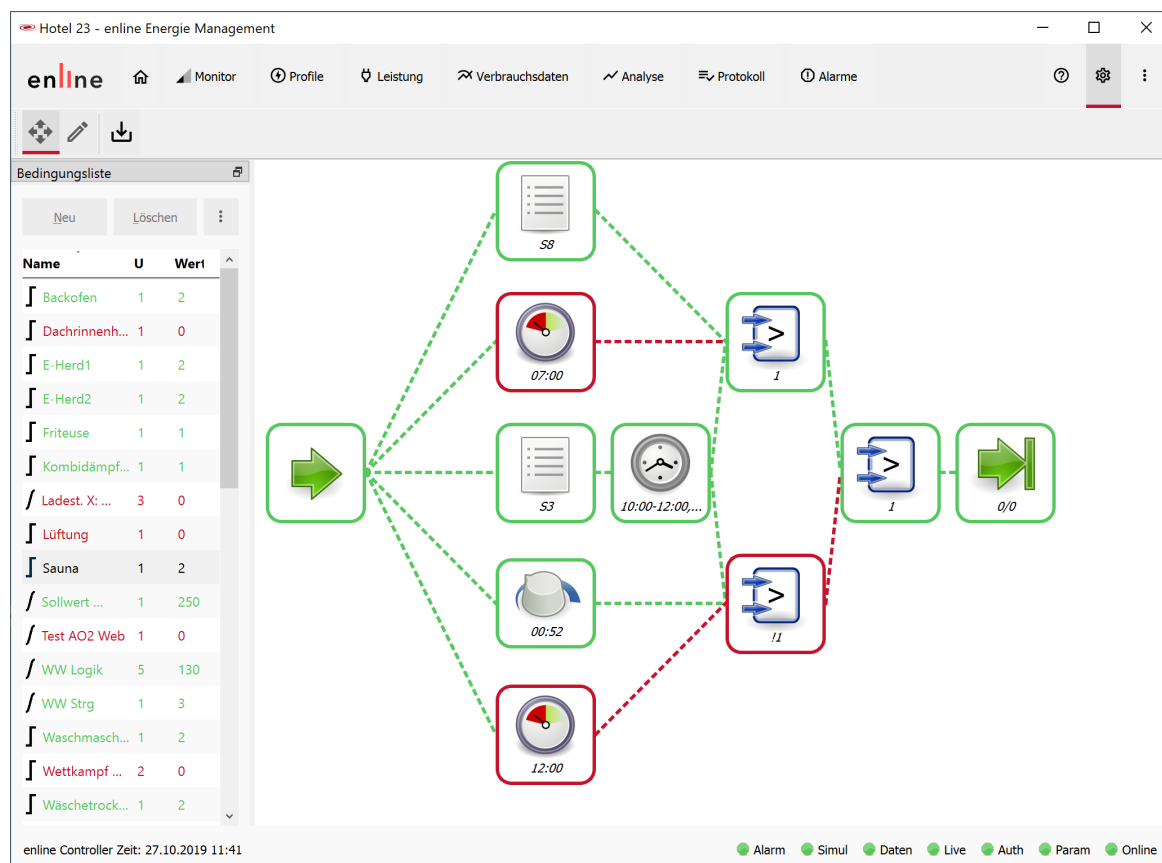 Hotel 23 - enline Energie Management
enline
Monitor
Profile
Leistung
Verbrauchsdaten
Analyse
Protokoll
Alarme
Bedingungsliste
Neu
Löschen
Name U Wert
Backofen 1 2
Dachrinnenh... 1 0
E-Herd1 1 2
E-Herd2 1 2
Friteuse 1 1
Kombidämpf... 1 1
Ladest. X: ... 3 0
Lüftung 1 0
Sauna 1 2
Sollwert ... 1 250
Test AO2 Web 1 0
WW Logik 5 130
WW Strg 1 3
Waschmasch... 1 2
Wettkampf ... 2 0
Wäschetrock... 1 2
S8
07:00
>
1
S3
10:00-12:00,...
>
1
0/0
00:52
>
!1
12:00
enline Controller Zeit: 27.10.2019 11:41
Alarm
Simul
Daten
Live
Auth
Param
Online